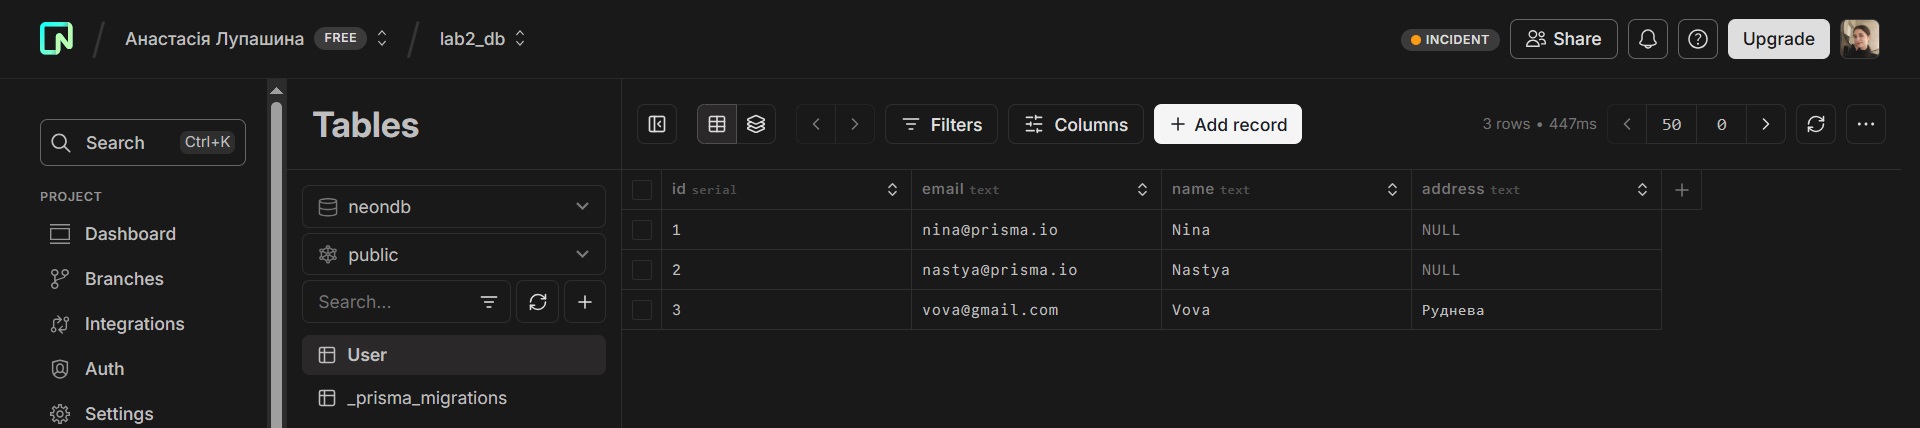 Анастасія Лупашина FREE lab2_db INCIDENT Share Upgrade
Search Ctrl+K
PROJECT
Dashboard
Branches
Integrations
Auth
Settings
Tables
neondb
public
Search...
User
_prisma_migrations
Filters Columns Add record 3 rows • 447ms 50 0
id serial email text name text address text
1 nina@prisma.io Nina NULL
2 nastya@prisma.io Nastya NULL
3 vova@gmail.com Vova Руднева